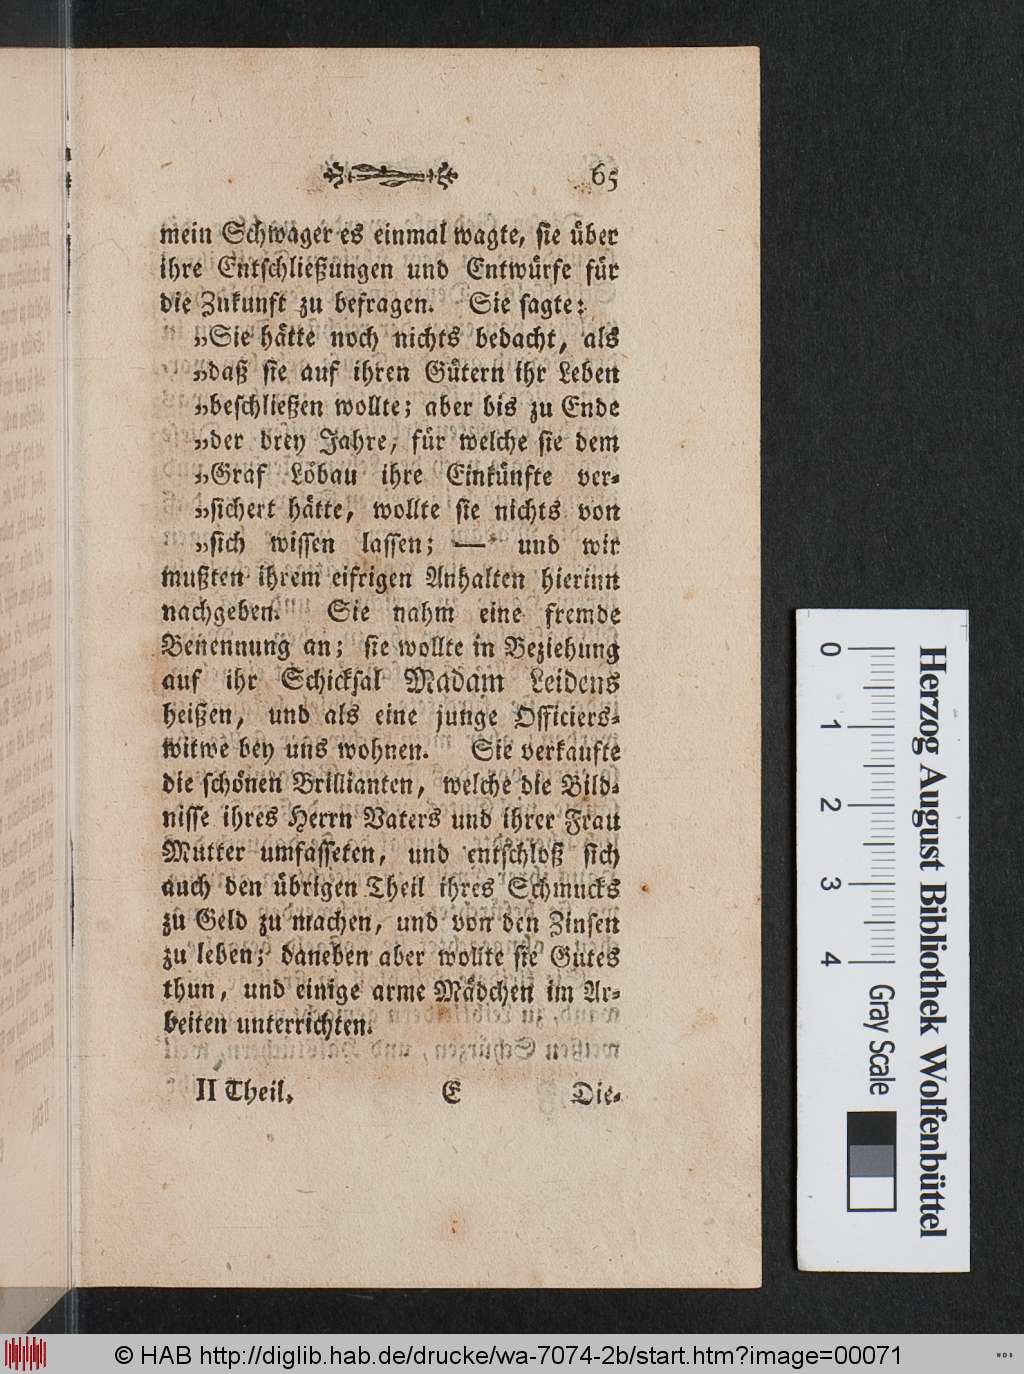 65
mein Schwager es einmal wagte, sie über
ihre Entschließungen und Entwürfe für
die Zukunft zu befragen. Sie sagte:
„Sie hätte noch nichts bedacht, als
„daß sie auf ihren Gütern ihr Leben
„beschließen wollte; aber bis zu Ende
„der drey Jahre, für welche sie dem
„Graf Löbau ihre Einkünfte ver-
„sichert hätte, wollte sie nichts von
„sich wissen lassen; — und wir
mußten ihrem eifrigen Anhalten hierinn
nachgeben." Sie nahm eine fremde
Benennung an; sie wollte in Beziehung
auf ihr Schicksal Madam Leidens
heißen, und als eine junge Officiers-
witwe bey uns wohnen. Sie verkaufte
die schönen Brillianten, welche die Bild-
nisse ihres Herrn Vaters und ihrer Frau
Mutter umfasseten, und entschloß sich
auch den übrigen Theil ihres Schmucks
zu Geld zu machen, und von den Zinsen
zu leben; daneben aber wollte sie Gutes
thun, und einige arme Mädchen im Ar-
beiten unterrichten.
II Theil. E Die-
Herzog August Bibliothek Wolfenbüttel
0 1 2 3 4 Gray Scale
© HAB http://diglib.hab.de/drucke/wa-7074-2b/start.htm?image=00071
WDB